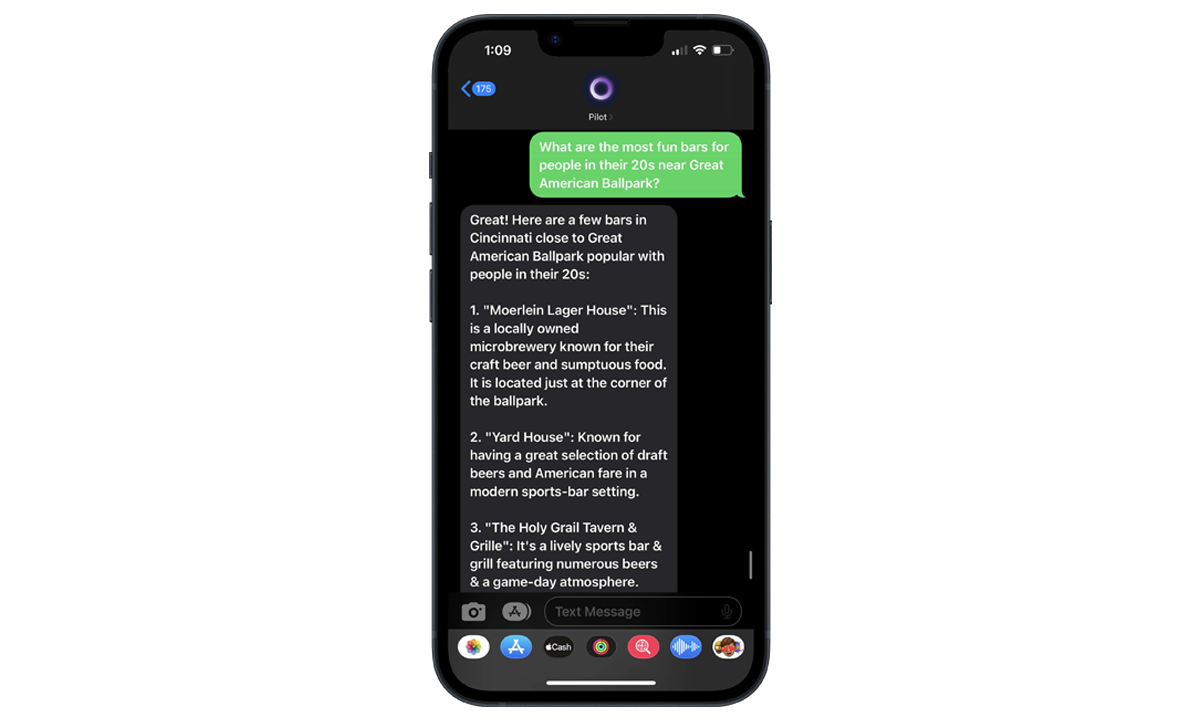 1:09
175
Pilot
What are the most fun bars for
people in their 20s near Great
American Ballpark?
Great! Here are a few bars in
Cincinnati close to Great
American Ballpark popular with
people in their 20s:
1. "Moerlein Lager House": This
is a locally owned
microbrewery known for their
craft beer and sumptuous food.
It is located just at the corner of
the ballpark.
2. "Yard House": Known for
having a great selection of draft
beers and American fare in a
modern sports-bar setting.
3. "The Holy Grail Tavern &
Grille": It's a lively sports bar &
grill featuring numerous beers
& a game-day atmosphere.
Text Message
Cash